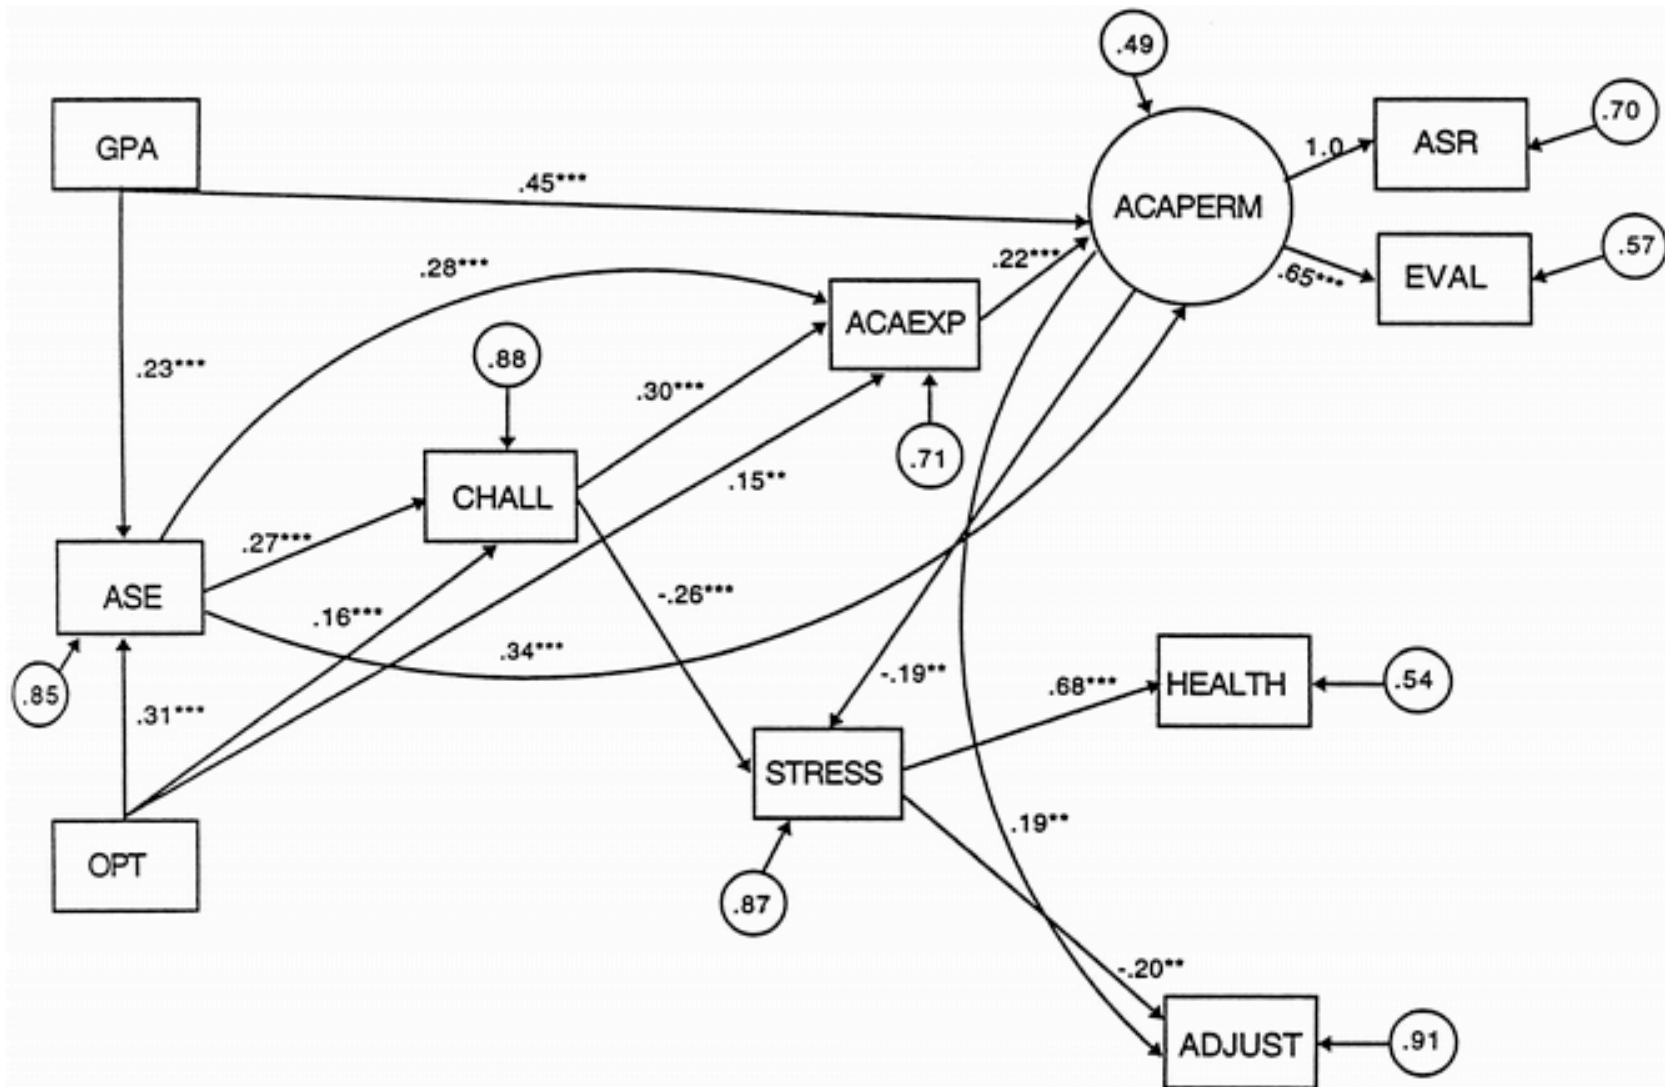 .49
GPA
.70
ASR
1.0
.45***
ACAPERM
.57
EVAL
.65***
.22***
.28***
ACAEXP
.88
.23***
.30***
.71
CHALL
.15**
.27***
ASE
.16***
-.26***
.34***
.85
.31***
-.19**
.68***
HEALTH
.54
STRESS
.19**
OPT
.87
-.20**
ADJUST
.91